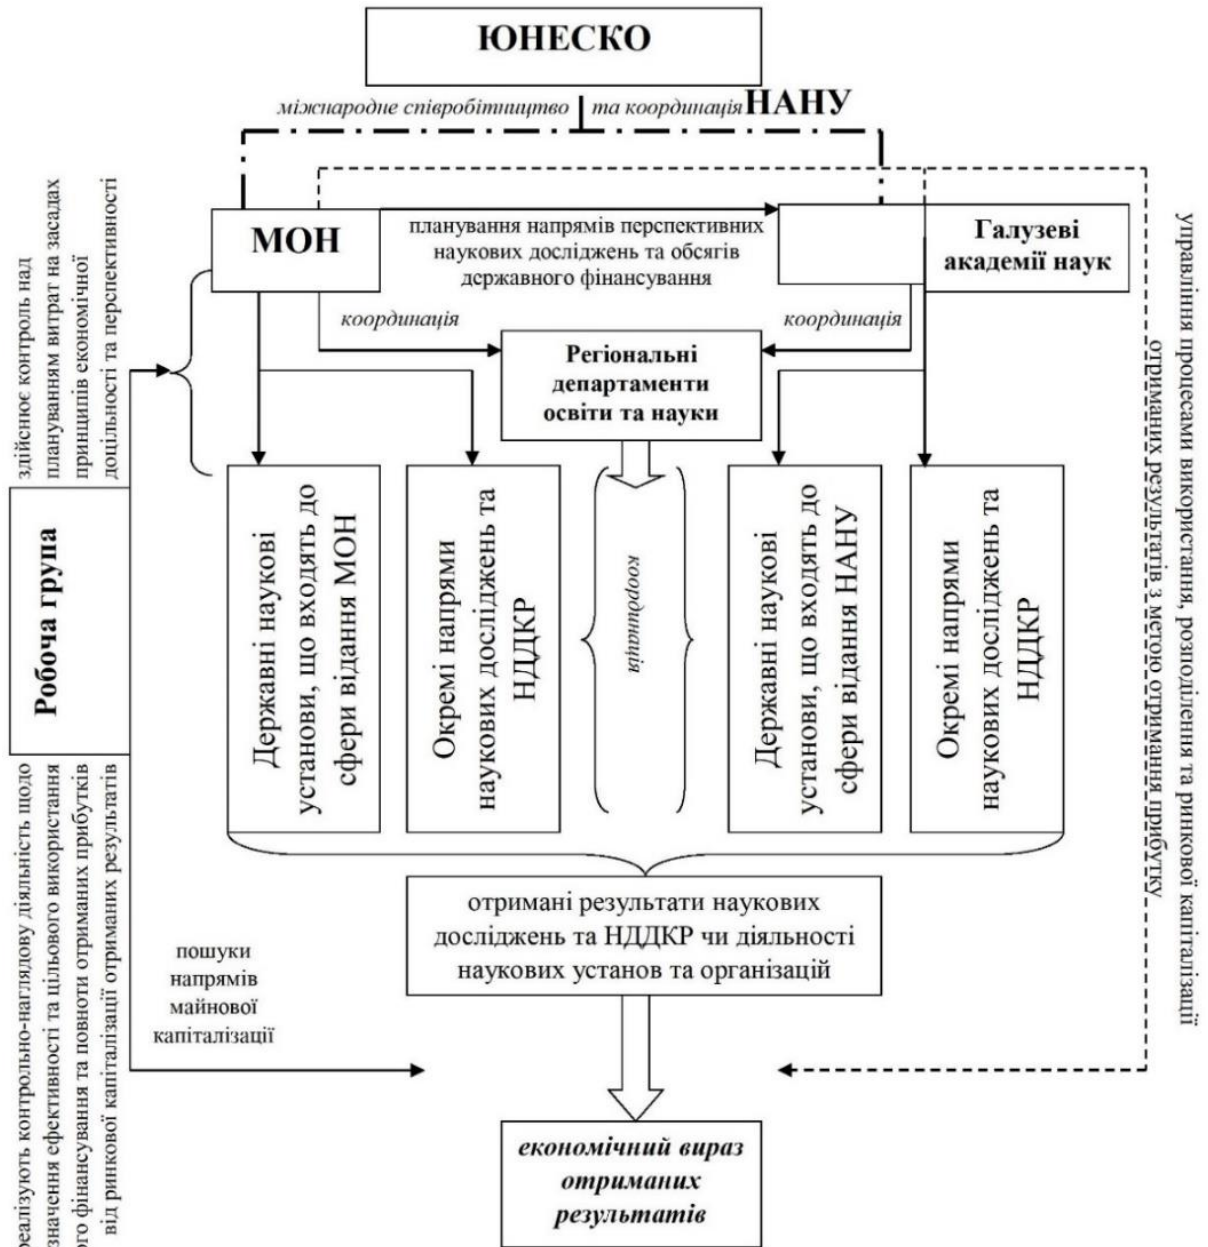 ЮНЕСКО
міжнародне співробітництво та координація НАНУ
МОН
планування напрямів перспективних
наукових досліджень та обсягів
державного фінансування
Галузеві
академії наук
координація
координація
Регіональні
департаменти
освіти та науки
здійснює контроль над
плануванням витрат на засадах
принципів економічної
доцільності та перспективності
Робоча група
Державні наукові
установи, що входять до
сфери відання МОН
Окремі напрями
наукових досліджень та
НДДКР
координація
Державні наукові
установи, що входять до
сфери відання НАНУ
Окремі напрями
наукових досліджень та
НДДКР
управління процесами використання, розподілення та ринкової капіталізації
отриманих результатів з метою отримання прибутку
реалізують контрольно-наглядову діяльність щодо
значення ефективності та цільового використання
ого фінансування та повноти отриманих прибутків
від ринкової капіталізації отриманих результатів
отримані результати наукових
досліджень та НДДКР чи діяльності
наукових установ та організацій
пошуки
напрямів
майнової
капіталізації
економічний вираз
отриманих
результатів